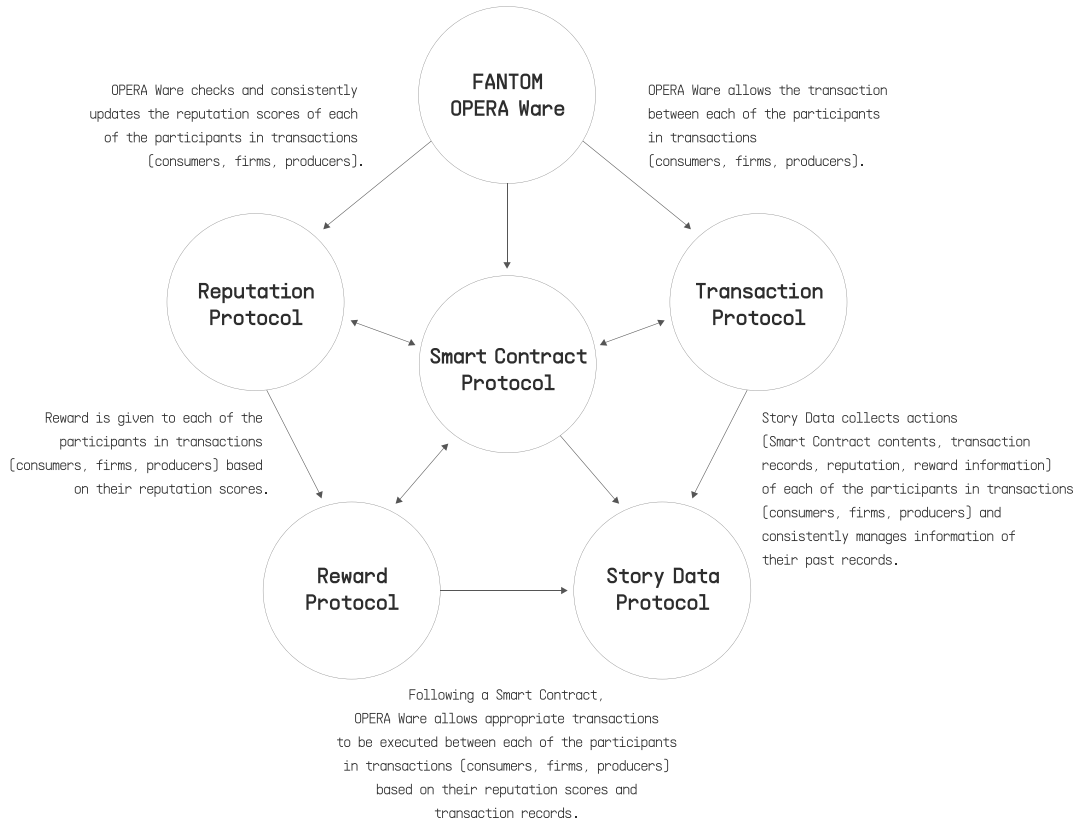 FANTOM
OPERA Ware
OPERA Ware checks and consistently
updates the reputation scores of each
of the participants in transactions
(consumers, firms, producers).
OPERA Ware allows the transaction
between each of the participants
in transactions
(consumers, firms, producers).
Reputation
Protocol
Transaction
Protocol
Smart Contract
Protocol
Reward is given to each of the
participants in transactions
(consumers, firms, producers) based
on their reputation scores.
Story Data collects actions
(Smart Contract contents, transaction
records, reputation, reward information)
of each of the participants in transactions
(consumers, firms, producers) and
consistently manages information of
their past records.
Reward
Protocol
Story Data
Protocol
Following a Smart Contract,
OPERA Ware allows appropriate transactions
to be executed between each of the participants
in transactions (consumers, firms, producers)
based on their reputation scores and
transaction records.